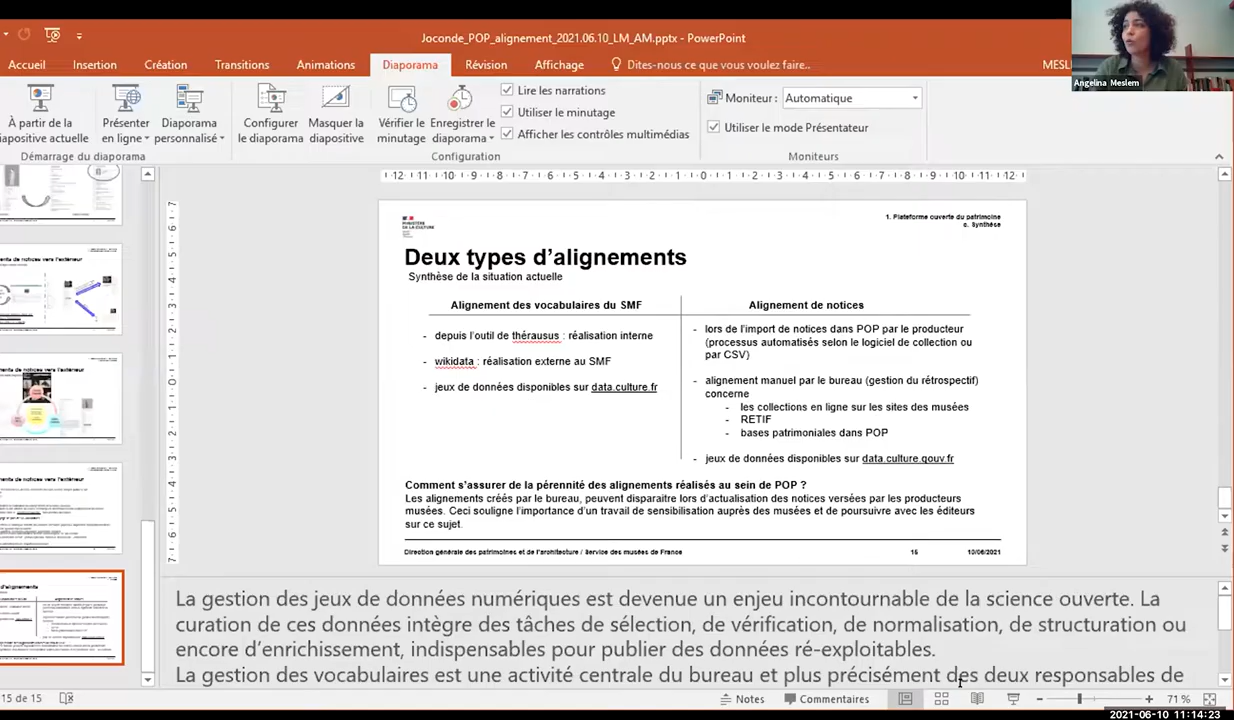 Joconde_POP_alignement_2021.06.10_LM_AM.pptx - PowerPoint
Angelina Meslem
Accueil Insertion Création Transitions Animations Diaporama Révision Affichage Dites-nous ce que vous voulez faire.. MESL
À partir de la
diapositive actuelle
Présenter
en ligne
Diaporama
personnalisé
Configurer
le diaporama
Masquer la
diapositive
Vérifier le
minutage
Enregistrer le
diaporama
Lire les narrations
Utiliser le minutage
Afficher les contrôles multimédias
Moniteur : Automatique
Utiliser le mode Présentateur
Démarrage du diaporama Configuration Moniteurs
MINISTÈRE
DE LA CULTURE
1. Plateforme ouverte du patrimoine
c. Synthèse
Deux types d'alignements
Synthèse de la situation actuelle
Alignement des vocabulaires du SMF
- depuis l'outil de thérausus : réalisation interne
- wikidata : réalisation externe au SMF
- jeux de données disponibles sur data.culture.fr
Alignement de notices
- lors de l'import de notices dans POP par le producteur
(processus automatisés selon le logiciel de collection ou
par CSV)
- alignement manuel par le bureau (gestion du rétrospectif)
concerne
- les collections en ligne sur les sites des musées
- RETIF
- bases patrimoniales dans POP
- jeux de données disponibles sur data.culture.gouv.fr
Comment s'assurer de la pérennité des alignements réalisés au sein de POP ?
Les alignements créés par le bureau, peuvent disparaitre lors d'actualisation des notices versées par les producteurs
musées. Ceci souligne l'importance d'un travail de sensibilisation auprès des musées et de poursuivre avec les éditeurs
sur ce sujet.
Direction générale des patrimoines et de l'architecture / Service des musées de France 15 10/06/2021
La gestion des jeux de données numériques est devenue un enjeu incontournable de la science ouverte. La
curation de ces données intègre des tâches de sélection, de vérification, de normalisation, de structuration ou
encore d'enrichissement, indispensables pour publier des données ré-exploitables.
La gestion des vocabulaires est une activité centrale du bureau et plus précisément des deux responsables de
15 de 15 Notes Commentaires 71 %
2021-06-10 11:14:23